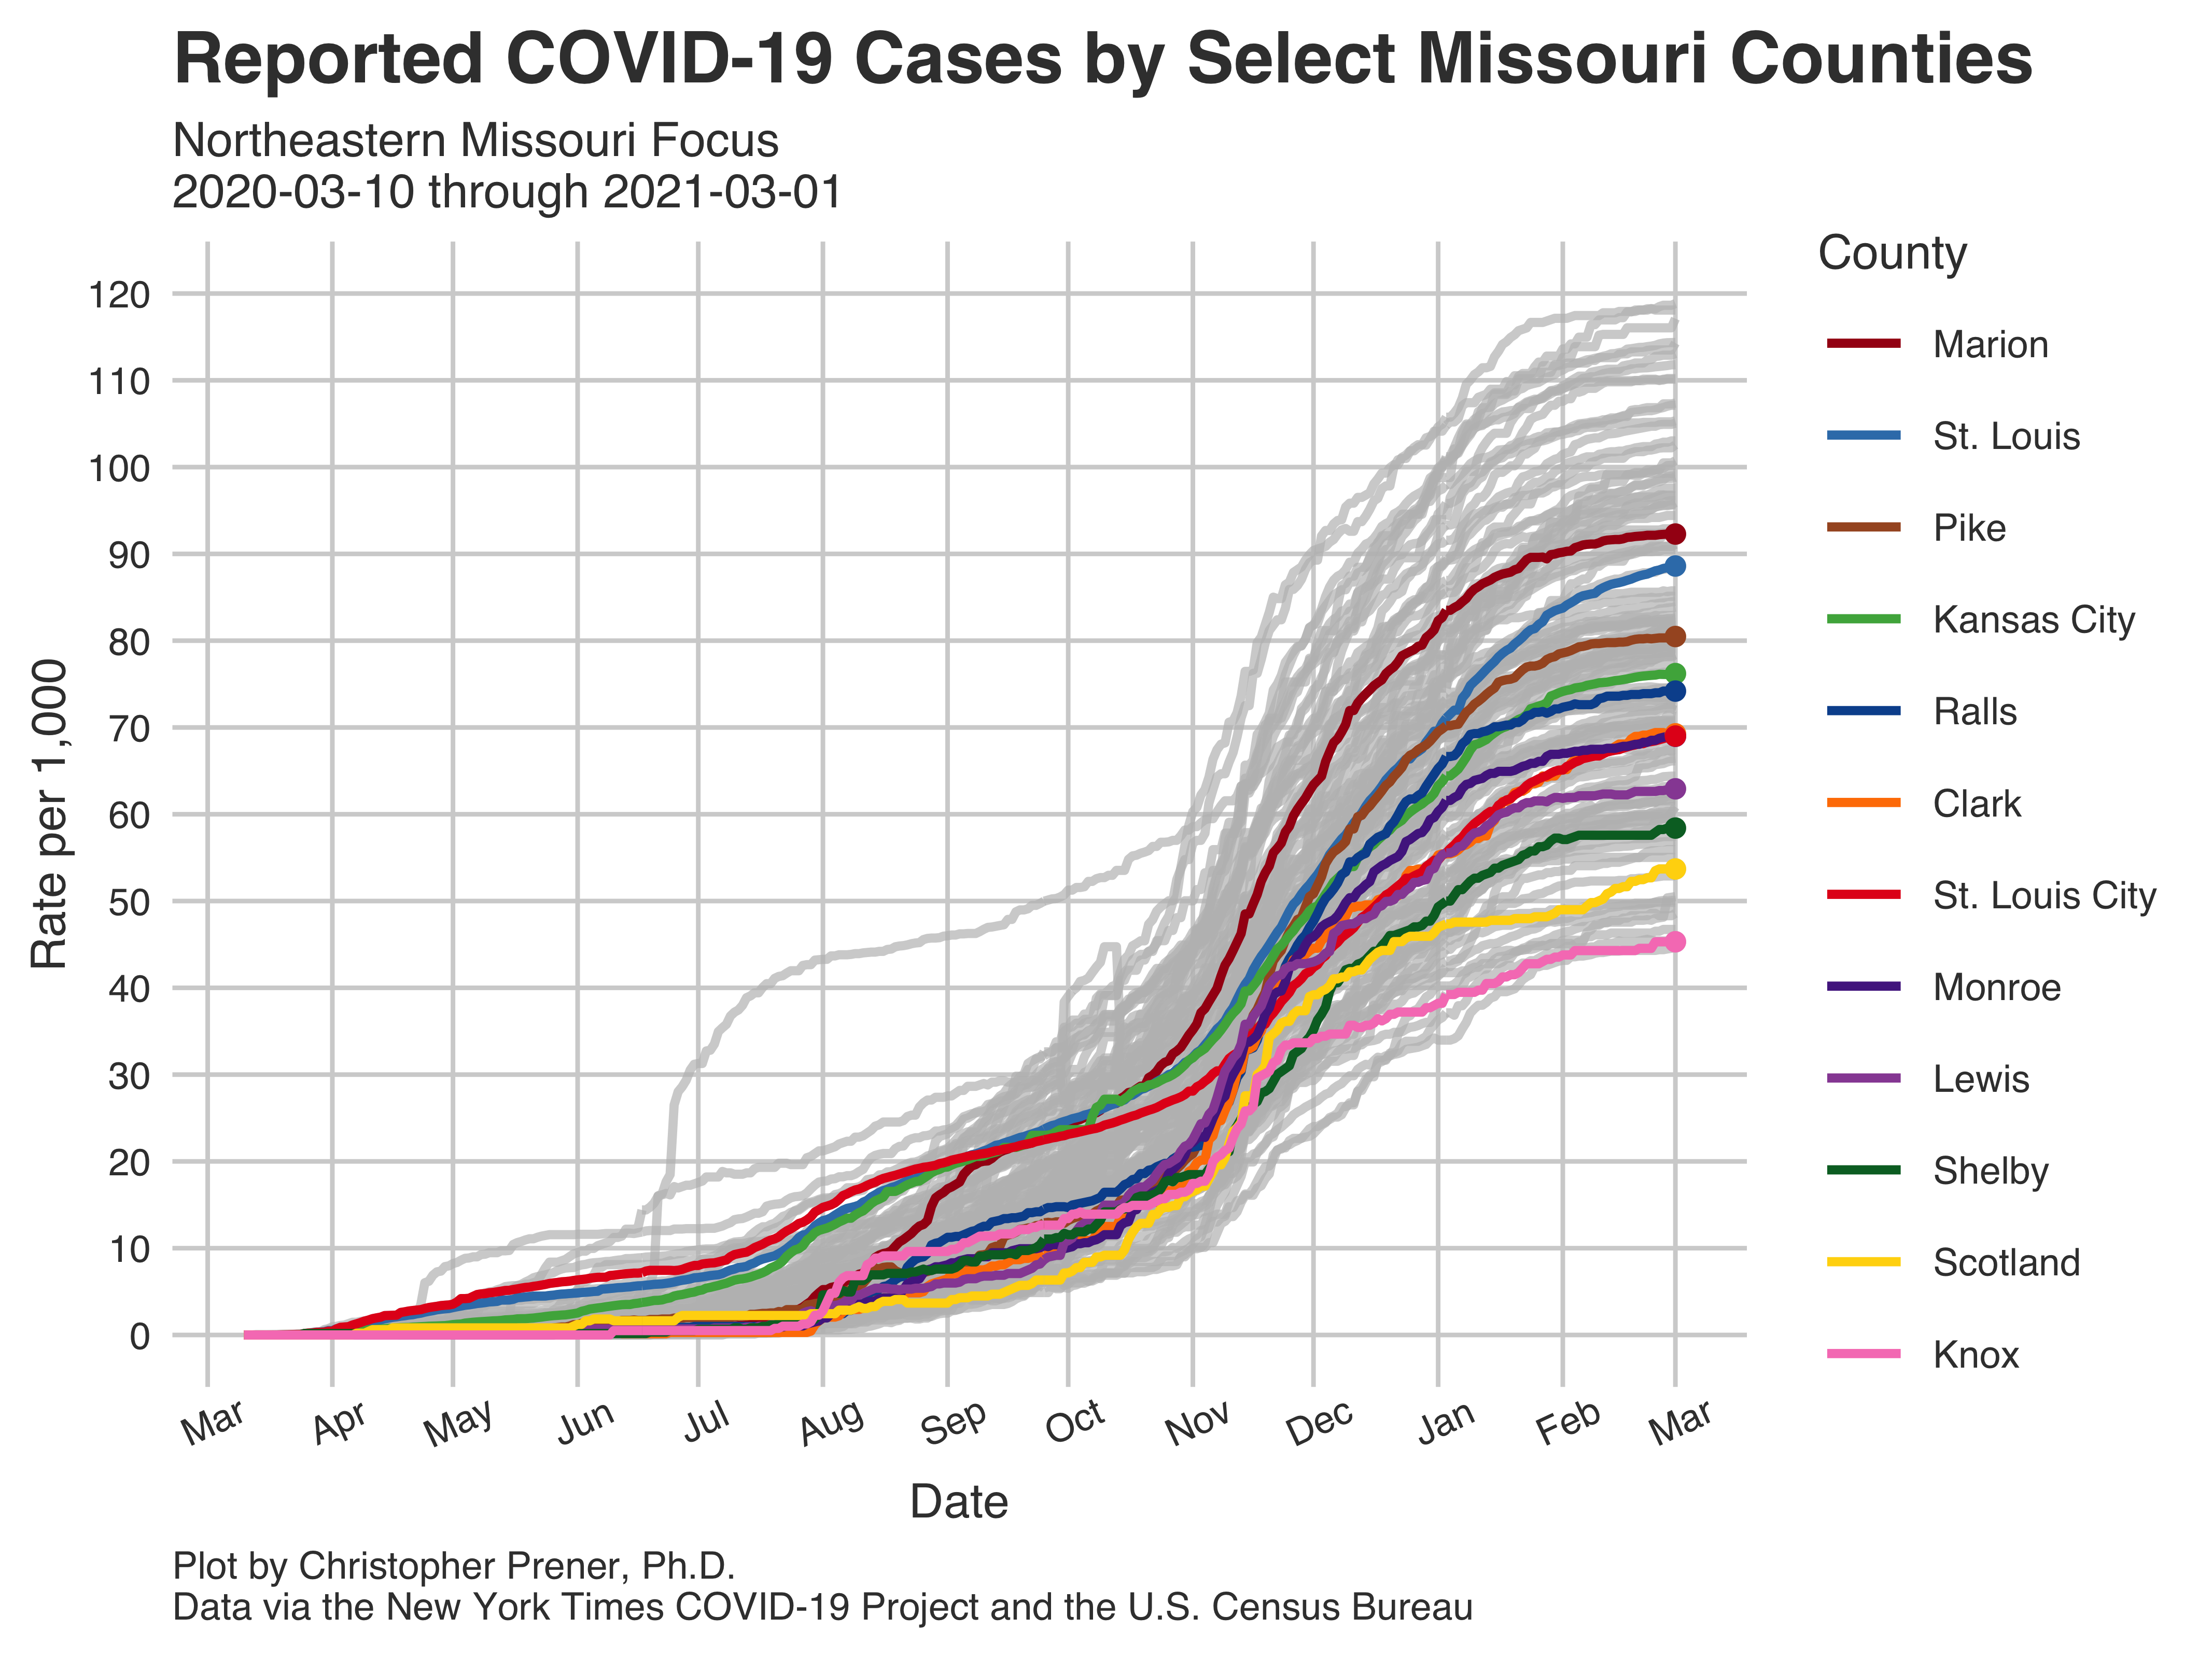 Reported COVID-19 Cases by Select Missouri Counties
Northeastern Missouri Focus
2020-03-10 through 2021-03-01
Rate per 1,000
120
110
100
90
80
70
60
50
40
30
20
10
0
Mar Apr May Jun Jul Aug Sep Oct Nov Dec Jan Feb Mar
Date
County
Marion
St. Louis
Pike
Kansas City
Ralls
Clark
St. Louis City
Monroe
Lewis
Shelby
Scotland
Knox
Plot by Christopher Prener, Ph.D.
Data via the New York Times COVID-19 Project and the U.S. Census Bureau